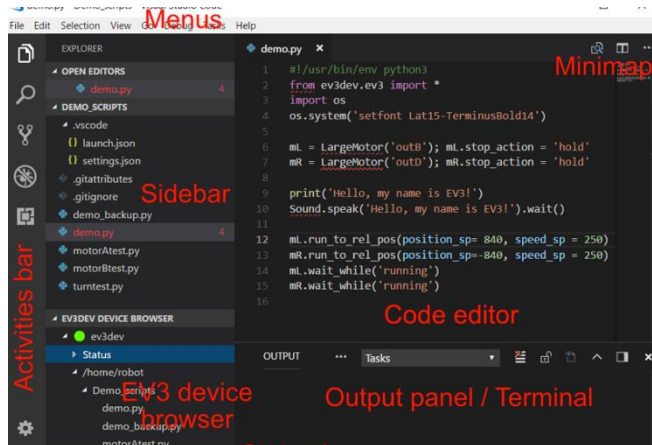 demo.py - Demo_scripts - Visual Studio Code
Menus
File Edit Selection View Go Debug Tasks Help
EXPLORER
OPEN EDITORS
demo.py 4
DEMO_SCRIPTS
.vscode
{} launch.json
{} settings.json
.gitattributes
.gitignore
Sidebar
demo_backup.py
demo.py 4
motorAtest.py
motorBtest.py
turntest.py
Activities bar
EV3DEV DEVICE BROWSER
ev3dev
Status
/home/robot
Demo_scripts
EV3 device
browser
demo.py
demo_backup.py
motorAtest.py
demo.py ×
Minimap
1 #!/usr/bin/env python3
2 from ev3dev.ev3 import *
3 import os
4 os.system('setfont Lat15-TerminusBold14')
5
6 mL = LargeMotor('outB'); mL.stop_action = 'hold'
7 mR = LargeMotor('outD'); mR.stop_action = 'hold'
8
9 print('Hello, my name is EV3!')
10 Sound.speak('Hello, my name is EV3!').wait()
11
12 mL.run_to_rel_pos(position_sp= 840, speed_sp = 250)
13 mR.run_to_rel_pos(position_sp=-840, speed_sp = 250)
14 mL.wait_while('running')
15 mR.wait_while('running')
16
Code editor
OUTPUT ••• Tasks
Output panel / Terminal